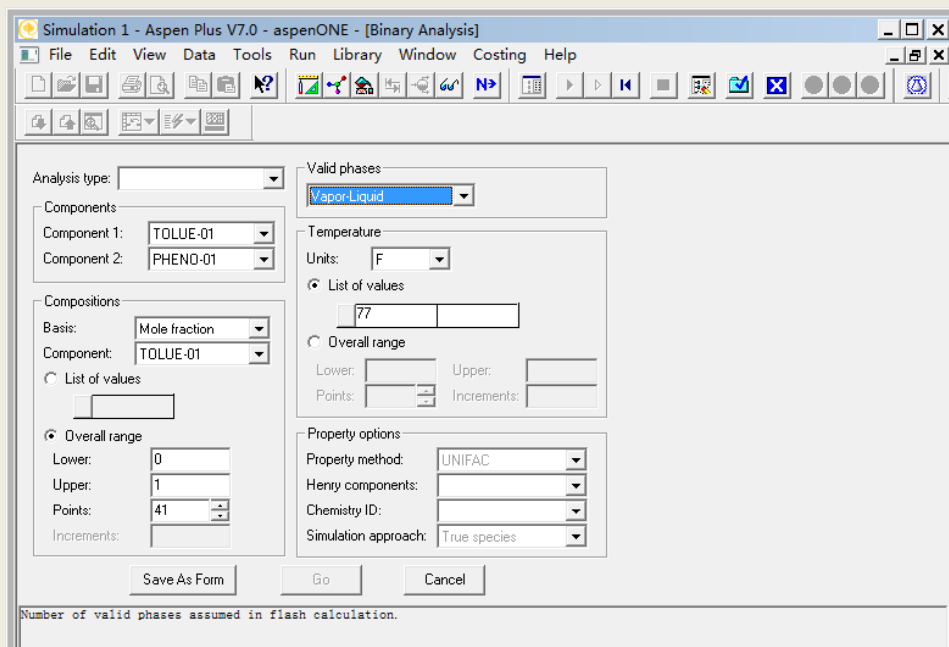 Simulation 1 - Aspen Plus V7.0 - aspenONE - [Binary Analysis]
File Edit View Data Tools Run Library Window Costing Help
N
Analysis type:
Components
Component 1: TOLUE-01
Component 2: PHENO-01
Compositions
Basis: Mole fraction
Component: TOLUE-01
List of values
Overall range
Lower: 0
Upper: 1
Points: 41
Increments:
Valid phases
Vapor-Liquid
Temperature
Units: F
List of values
77
Overall range
Lower: Upper:
Points: Increments:
Property options
Property method: UNIFAC
Henry components:
Chemistry ID:
Simulation approach: True species
Save As Form Go Cancel
Number of valid phases assumed in flash calculation.